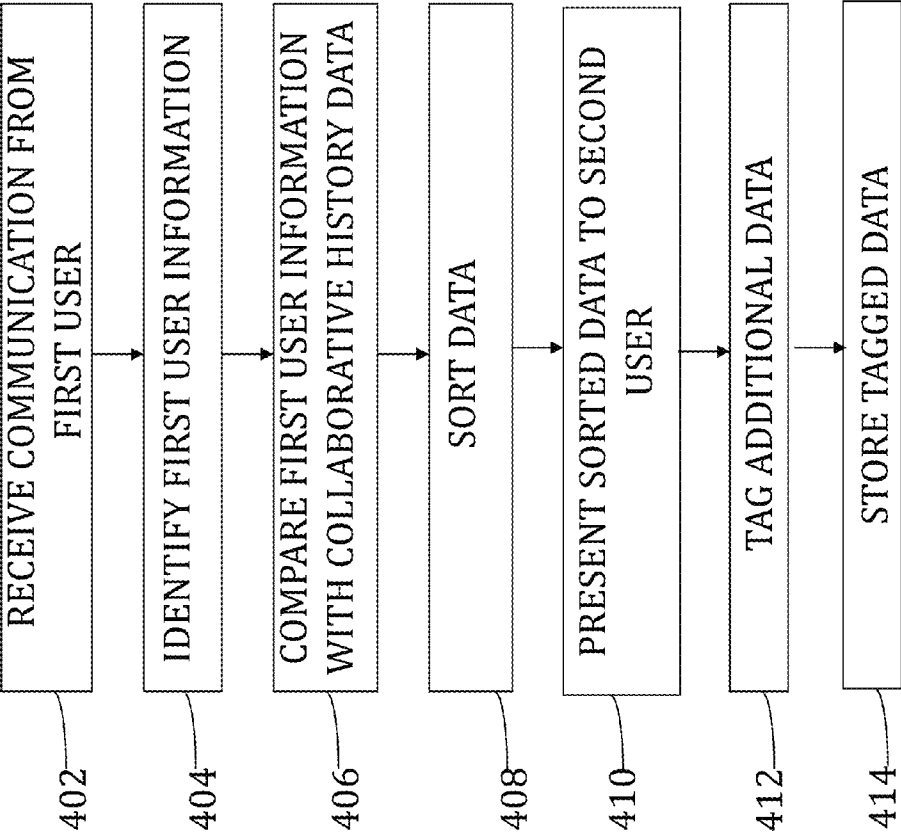 402
RECEIVE COMMUNICATION FROM
FIRST USER
404
IDENTIFY FIRST USER INFORMATION
406
COMPARE FIRST USER INFORMATION
WITH COLLABORATIVE HISTORY DATA
408
SORT DATA
410
PRESENT SORTED DATA TO SECOND
USER
412
TAG ADDITIONAL DATA
414
STORE TAGGED DATA